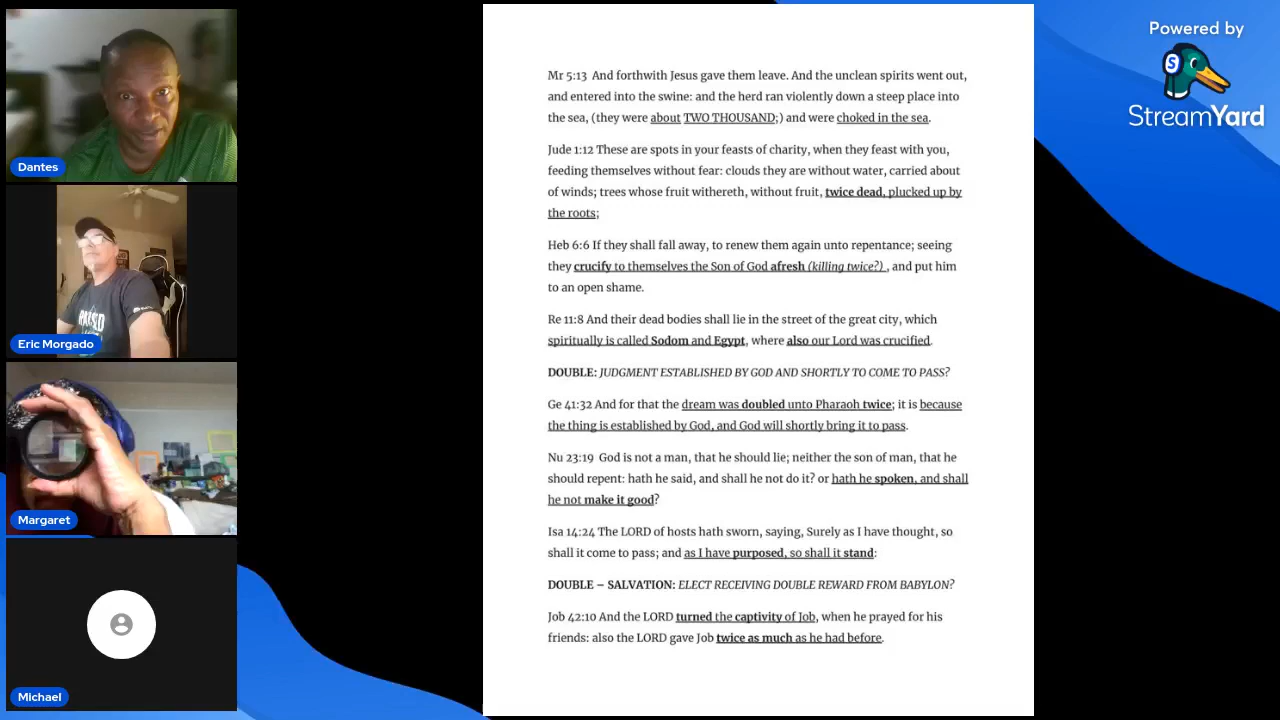 Powered by
StreamYard
Dantes
Eric Morgado
Margaret
Michael
Mr 5:13 And forthwith Jesus gave them leave. And the unclean spirits went out,
and entered into the swine: and the herd ran violently down a steep place into
the sea, (they were about TWO THOUSAND;) and were choked in the sea.
Jude 1:12 These are spots in your feasts of charity, when they feast with you,
feeding themselves without fear: clouds they are without water, carried about
of winds; trees whose fruit withereth, without fruit, twice dead, plucked up by
the roots;
Heb 6:6 If they shall fall away, to renew them again unto repentance; seeing
they crucify to themselves the Son of God afresh (killing twice?) , and put him
to an open shame.
Re 11:8 And their dead bodies shall lie in the street of the great city, which
spiritually is called Sodom and Egypt, where also our Lord was crucified.
DOUBLE: JUDGMENT ESTABLISHED BY GOD AND SHORTLY TO COME TO PASS?
Ge 41:32 And for that the dream was doubled unto Pharaoh twice; it is because
the thing is established by God, and God will shortly bring it to pass.
Nu 23:19 God is not a man, that he should lie; neither the son of man, that he
should repent: hath he said, and shall he not do it? or hath he spoken, and shall
he not make it good?
Isa 14:24 The LORD of hosts hath sworn, saying, Surely as I have thought, so
shall it come to pass; and as I have purposed, so shall it stand:
DOUBLE – SALVATION: ELECT RECEIVING DOUBLE REWARD FROM BABYLON?
Job 42:10 And the LORD turned the captivity of Job, when he prayed for his
friends: also the LORD gave Job twice as much as he had before.